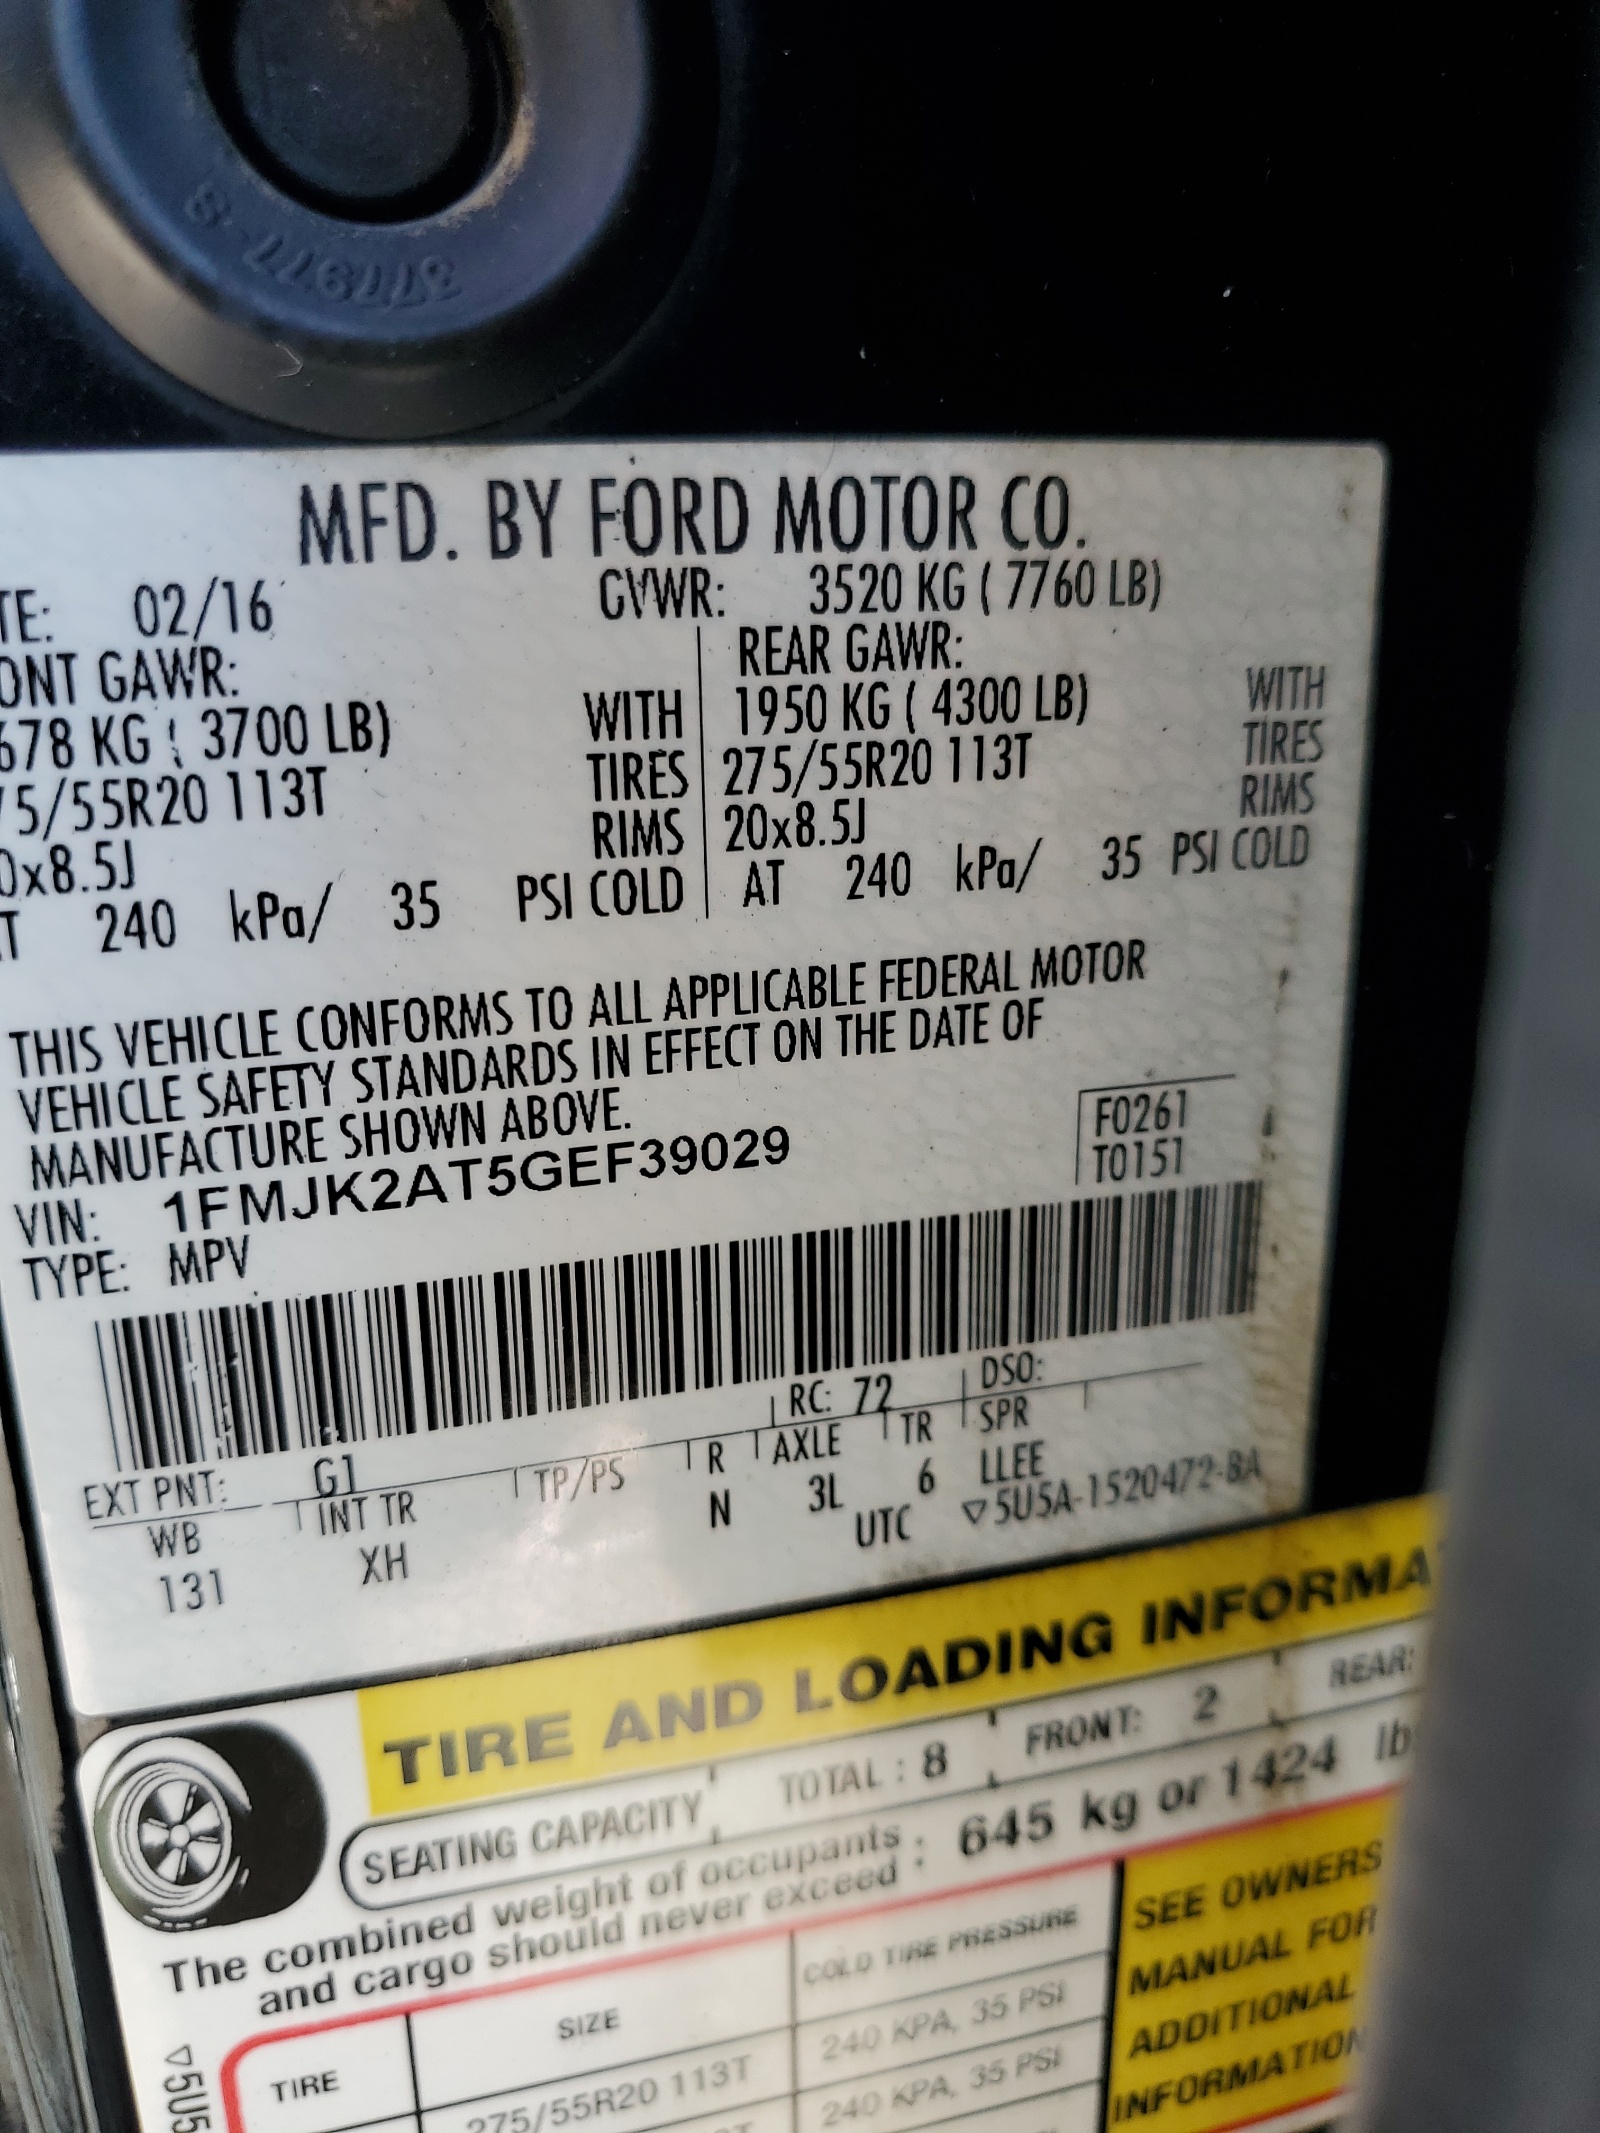 377977-S
MFD. BY FORD MOTOR CO.
TE: 02/16 GVWR: 3520 KG ( 7760 LB)
ONT GAWR: REAR GAWR:
678 KG ( 3700 LB) WITH 1950 KG ( 4300 LB) WITH
75/55R20 113T TIRES 275/55R20 113T TIRES
0x8.5J RIMS 20x8.5J RIMS
T 240 kPa/ 35 PSI COLD AT 240 kPa/ 35 PSI COLD
THIS VEHICLE CONFORMS TO ALL APPLICABLE FEDERAL MOTOR
VEHICLE SAFETY STANDARDS IN EFFECT ON THE DATE OF
MANUFACTURE SHOWN ABOVE.
F0261
VIN: 1FMJK2AT5GEF39029 T0151
TYPE: MPV
RC: 72 DSO:
EXT PNT: G1
WB INT TR TP/PS R AXLE TR SPR
131 XH N 3L 6 LLEE
UTC ▽5U5A-1520472-BA
TIRE AND LOADING INFORMA
SEATING CAPACITY TOTAL : 8 FRONT: 2 REAR:
The combined weight of occupants
and cargo should never exceed : 645 kg or 1424 lb
TIRE SIZE COLD TIRE PRESSURE
275/55R20 113T 240 KPA, 35 PSI
240 KPA, 35 PSI
SEE OWNERS
MANUAL FOR
ADDITIONAL
INFORMATION
▽5U5